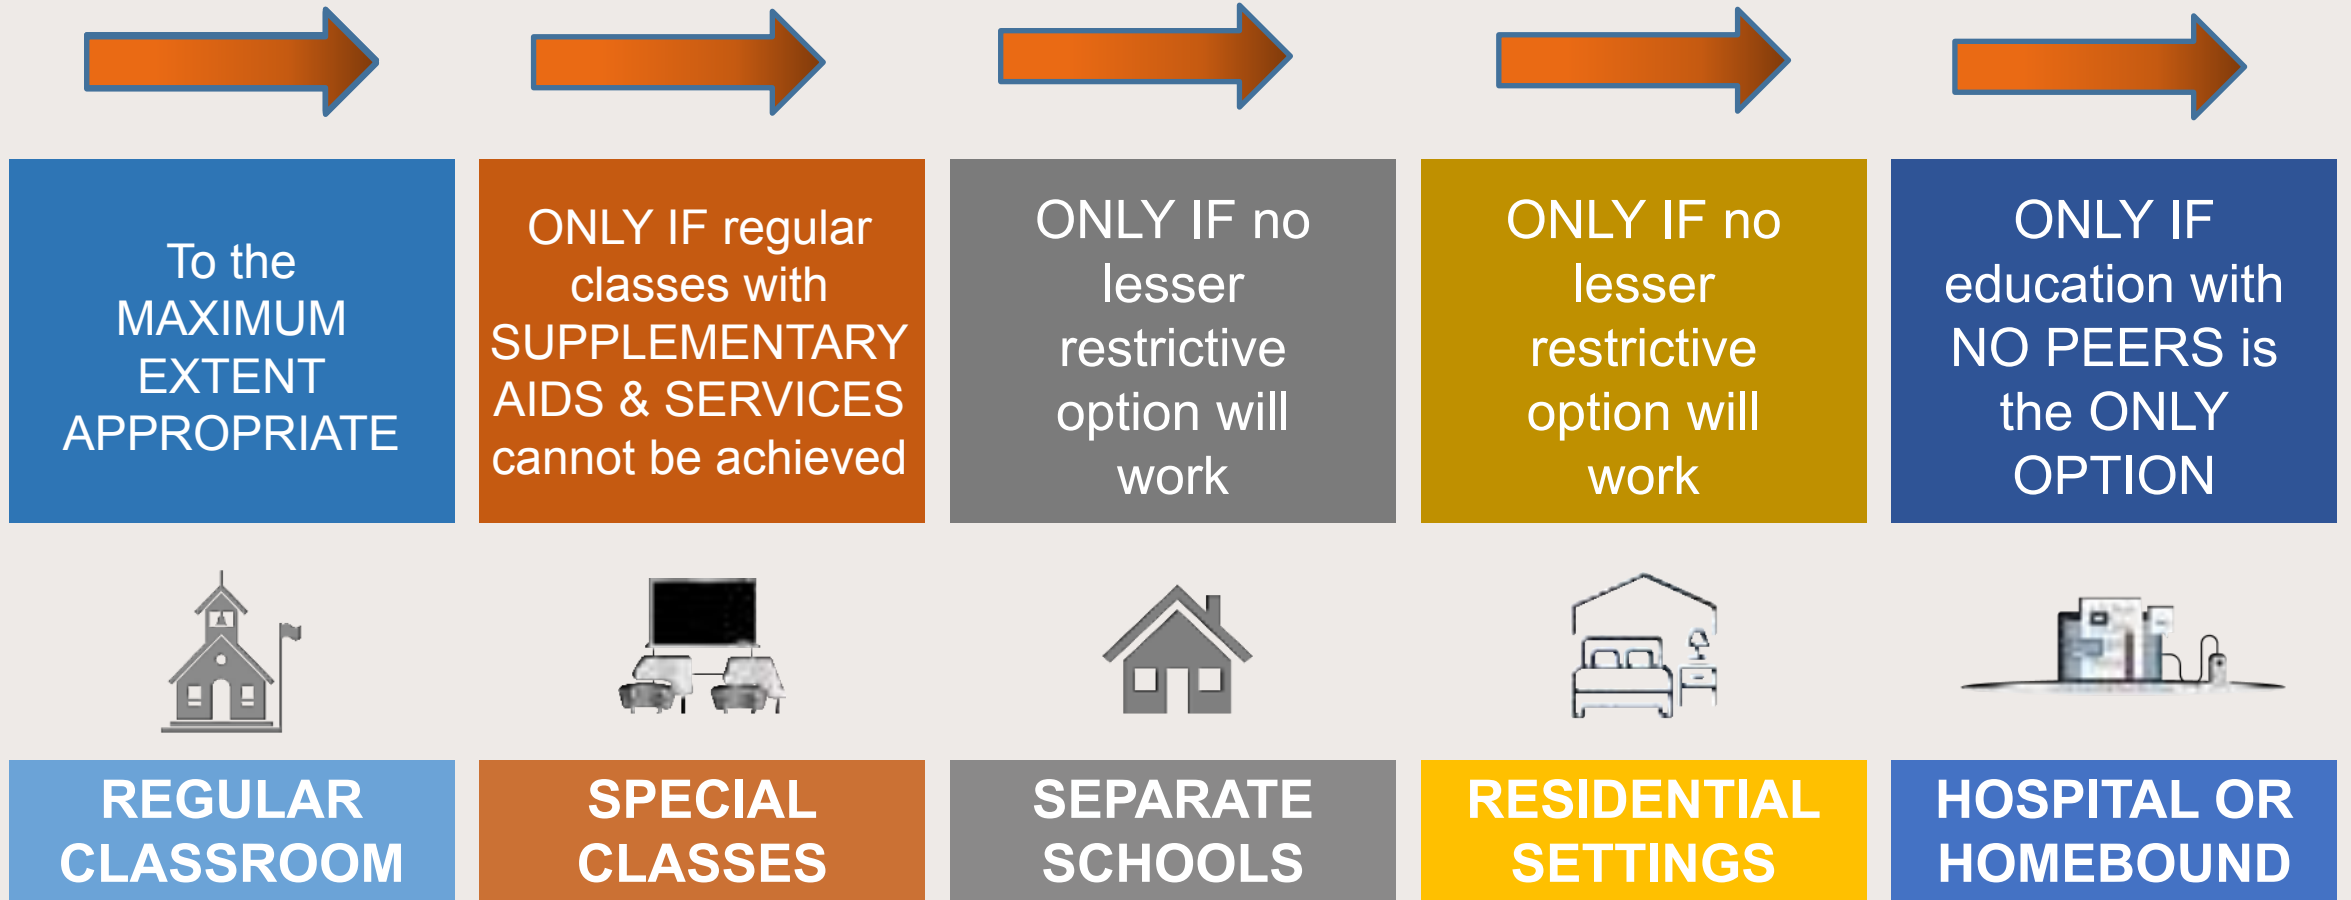 To the
MAXIMUM
EXTENT
APPROPRIATE
ONLY IF regular
classes with
SUPPLEMENTARY
AIDS & SERVICES
cannot be achieved
ONLY IF no
lesser
restrictive
option will
work
ONLY IF no
lesser
restrictive
option will
work
ONLY IF
education with
NO PEERS is
the ONLY
OPTION
REGULAR
CLASSROOM
SPECIAL
CLASSES
SEPARATE
SCHOOLS
RESIDENTIAL
SETTINGS
HOSPITAL OR
HOMEBOUND